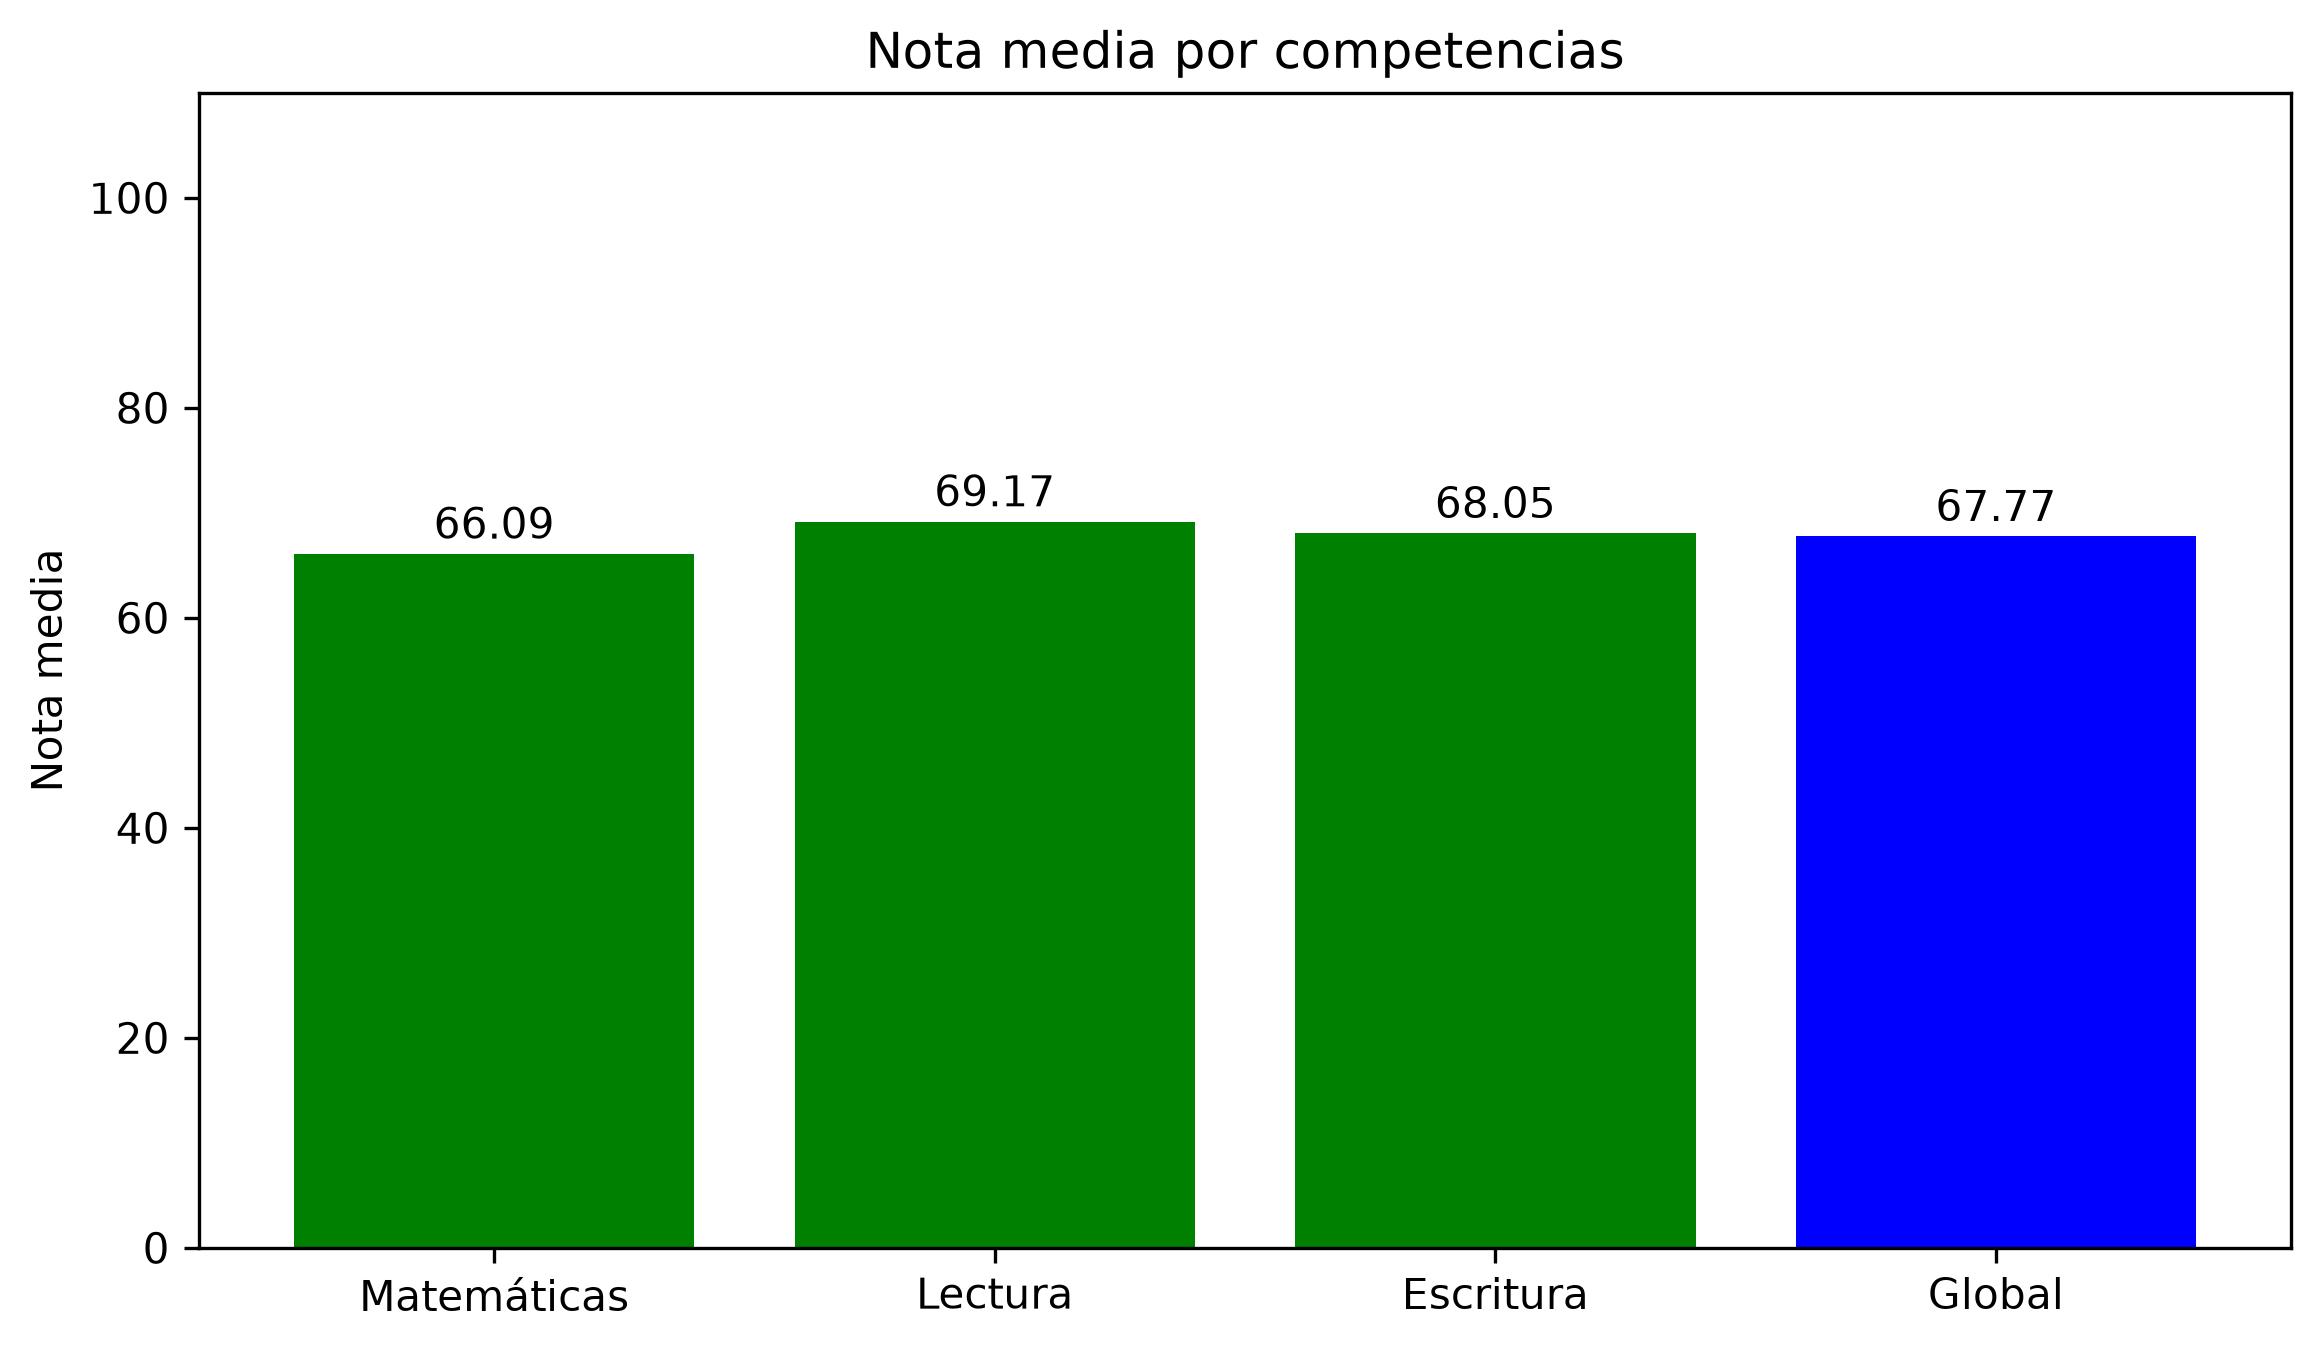 Nota media por competencias
Nota media
100
80
60
40
20
0
66.09
69.17
68.05
67.77
Matemáticas
Lectura
Escritura
Global